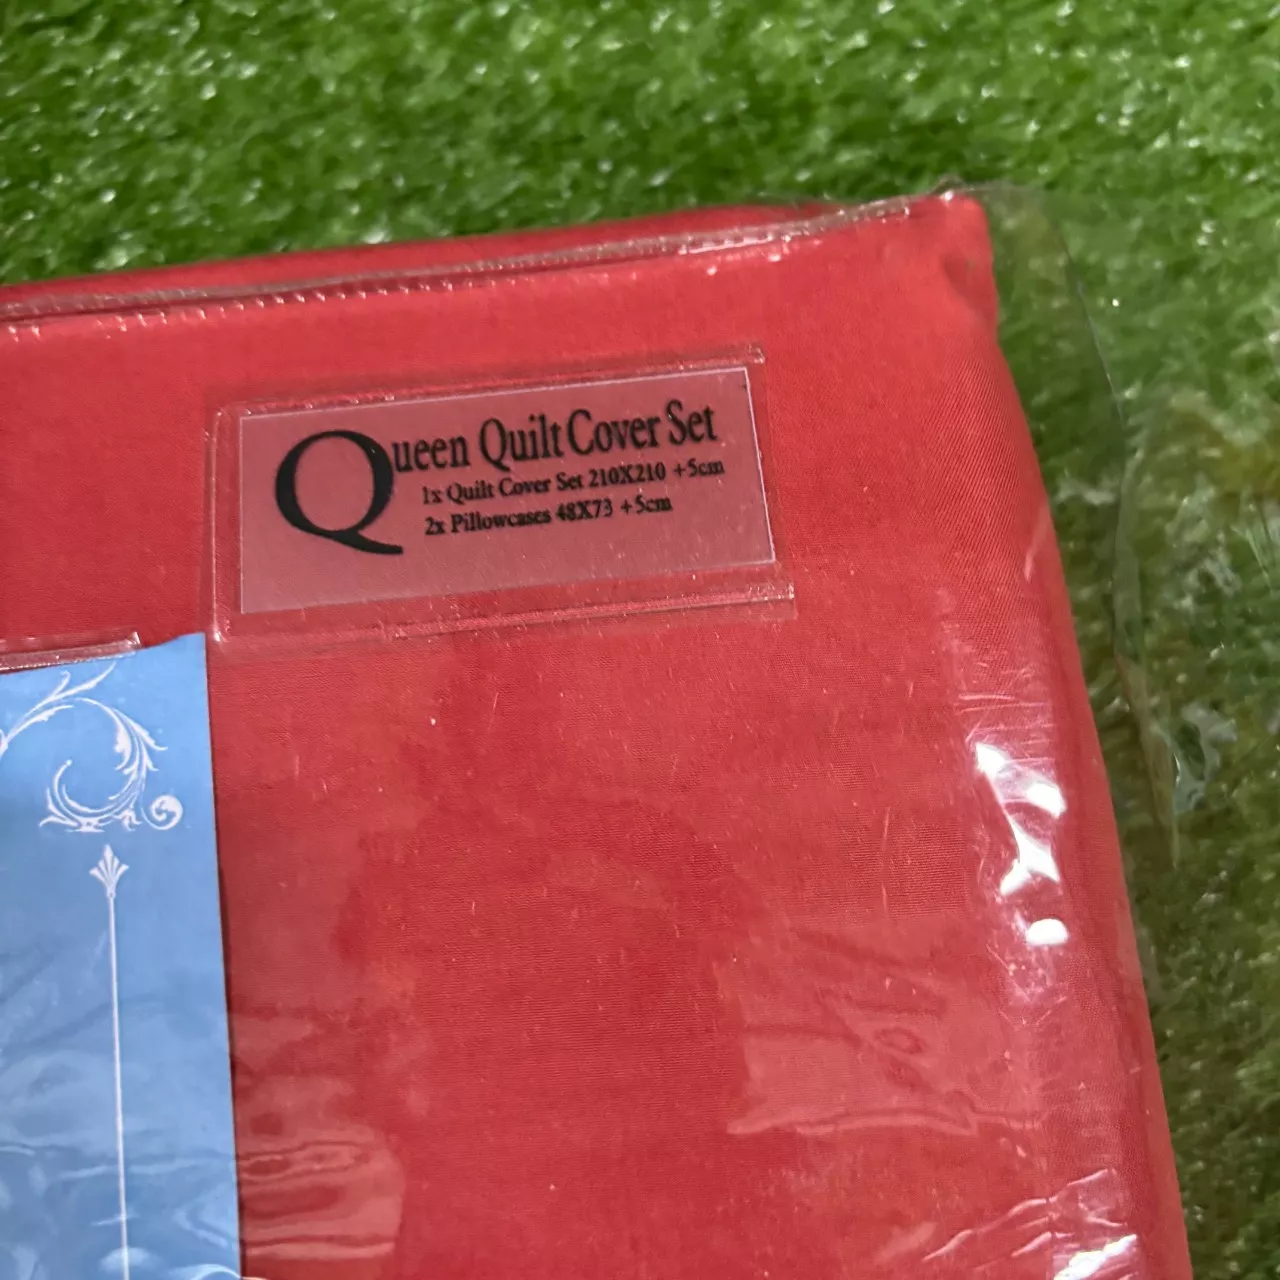 Queen Quilt Cover Set
1x Quilt Cover Set 210X210 +5cm
2x Pillowcases 48X73 +5cm